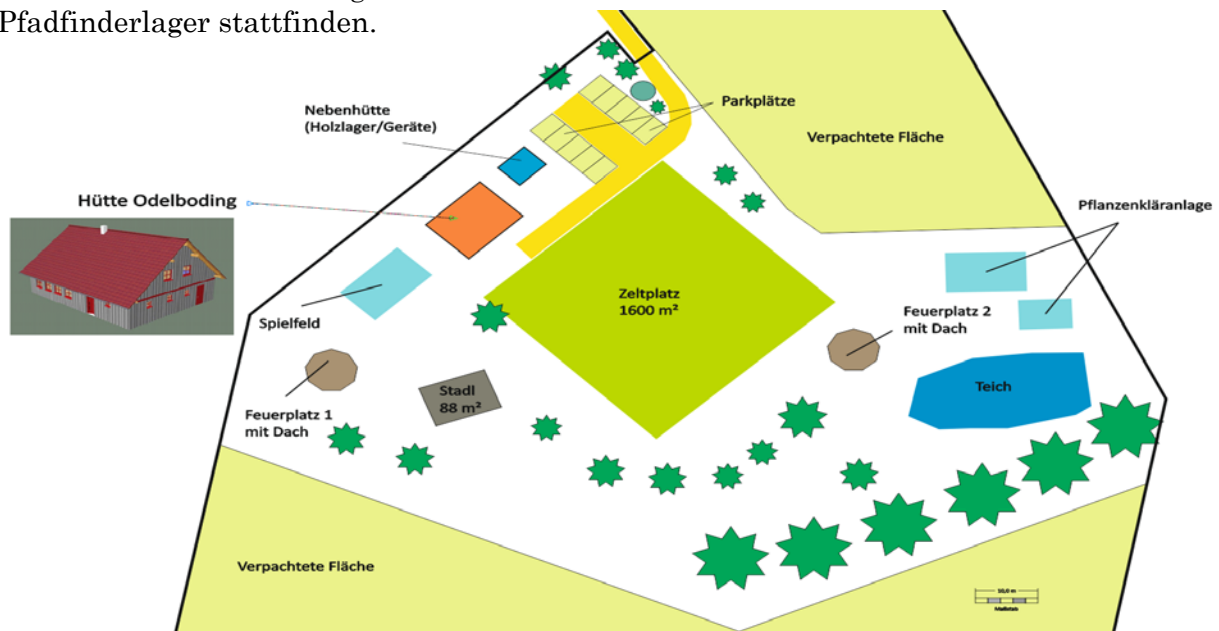 Pfadfinderlager stattfinden.
Parkplätze
Nebenhütte
(Holzlager/Geräte)
Verpachtete Fläche
Hütte Odelboding
Pflanzenkläranlage
Zeltplatz
1600 m²
Feuerplatz 2
mit Dach
Spielfeld
Stadl
88 m²
Teich
Feuerplatz 1
mit Dach
Verpachtete Fläche
10,0 m
Maßstab